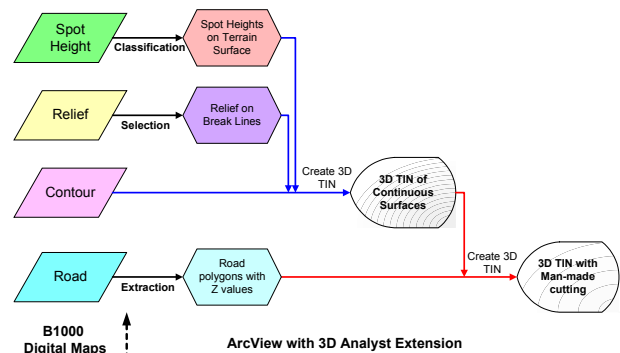 Spot
Height
Classification
Spot Heights
on Terrain
Surface
Relief
Selection
Relief on
Break Lines
Contour
Create 3D
TIN
3D TIN of
Continuous
Surfaces
Road
Extraction
Road
polygons with
Z values
Create 3D
TIN
3D TIN with
Man-made
cutting
B1000
Digital Maps
ArcView with 3D Analyst Extension